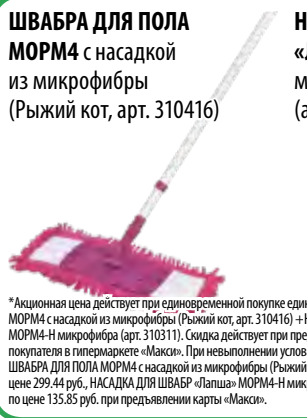 ШВАБРА ДЛЯ ПОЛА
МОРМ4 с насадкой
из микрофибры
(Рыжий кот, арт. 310416)
Н
«Л
м
(а
*Акционная цена действует при единовременной покупке един
МОРМ4 с насадкой из микрофибры (Рыжий кот, арт. 310416) + Н
МОРМ4-Н микрофибра (арт. 310311). Скидка действует при пре
покупателя в гипермаркете «Макси». При невыполнении услов
ШВАБРА ДЛЯ ПОЛА МОРМ4 с насадкой из микрофибры (Рыжий
цене 299.44 руб., НАСАДКА ДЛЯ ШВАБР «Лапша» МОРМ4-Н мик
по цене 135.85 руб. при предъявлении карты «Макси».